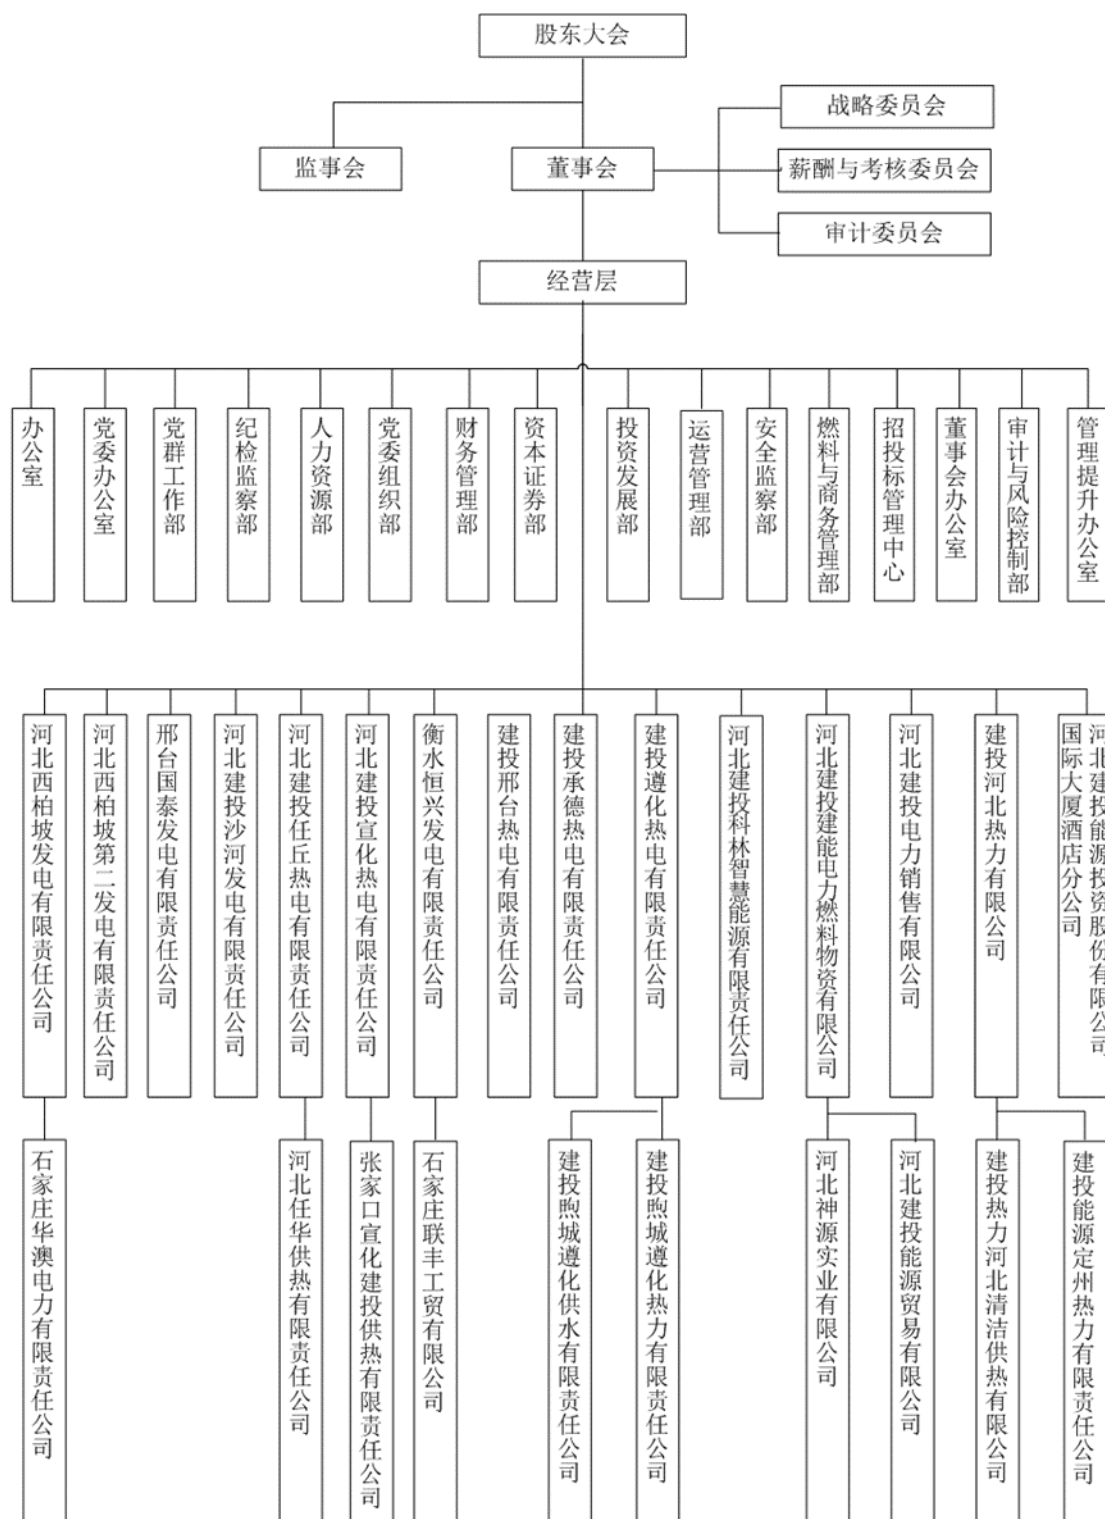 股东大会
战略委员会
监事会
董事会
薪酬与考核委员会
审计委员会
经营层
办公室
党委办公室
党群工作部
纪检监察部
人力资源部
党委组织部
财务管理部
资本证券部
投资发展部
运营管理部
安全监察部
燃料与商务管理部
招投标管理中心
董事会办公室
审计与风险控制部
管理提升办公室
河北西柏坡发电有限责任公司
河北西柏坡第二发电有限责任公司
邢台国泰发电有限责任公司
河北建投沙河发电有限责任公司
河北建投任丘热电有限责任公司
河北建投宣化热电有限责任公司
衡水恒兴发电有限责任公司
建投邢台热电有限责任公司
建投承德热电有限责任公司
建投遵化热电有限责任公司
河北建投科林智慧能源有限责任公司
河北建投建能电力燃料物资有限公司
河北建投电力销售有限公司
建投河北热力有限公司
河北建投能源投资股份有限公司
国际大厦酒店分公司
石家庄华澳电力有限责任公司
河北任华供热有限责任公司
张家口宣化建投供热有限责任公司
石家庄联丰工贸有限公司
建投煦城遵化供水有限责任公司
建投煦城遵化热力有限责任公司
河北神源实业有限公司
河北建投能源贸易有限公司
建投热力河北清洁供热有限公司
建投能源定州热力有限责任公司